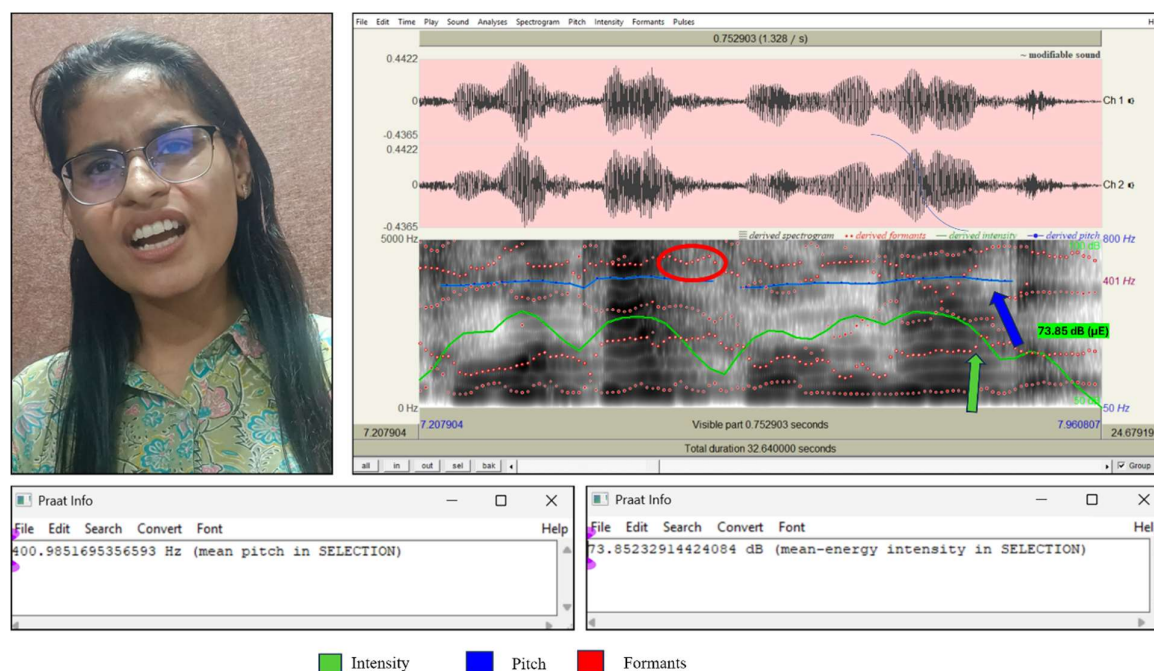 File Edit Time Play Sound Analyses Spectrogram Pitch Intensity Formants Pulses H
0.752903 (1.328 / s)
~ modifiable sound
0.4422
0
-0.4365
Ch 1
0.4422
0
-0.4365
Ch 2
derived spectrogram derived formants derived intensity derived pitch
5000 Hz
800 Hz
100 dB
401 Hz
73.85 dB (µE)
50 dB
0 Hz
50 Hz
7.207904 Visible part 0.752903 seconds 7.960807
7.207904 24.67919
Total duration 32.640000 seconds
all in out sel bak
Group
Praat Info
File Edit Search Convert Font Help
400.9851695356593 Hz (mean pitch in SELECTION)
Praat Info
File Edit Search Convert Font Hel
73.85232914424084 dB (mean-energy intensity in SELECTION)
Intensity Pitch Formants